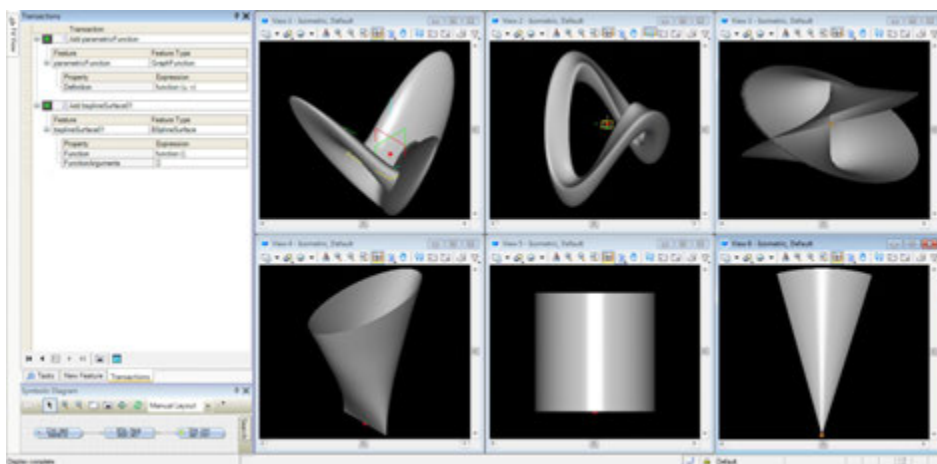 Transactions
Transaction
Add parametricFunction
Feature Feature Type
parametricFunction GraphFunction
Property Expression
Definition
Add bsplineSurface01
Feature Feature Type
bsplineSurface01 BSplineSurface
Property Expression
Function
FunctionArguments
Tasks New Feature Transactions
Symbolic Diagram
Manual Layout
View 1 - Isometric, Default
View 2 - Isometric, Default
View 3 - Isometric, Default
View 4 - Isometric, Default
View 5 - Isometric, Default
View 6 - Isometric, Default
Display complete
Default